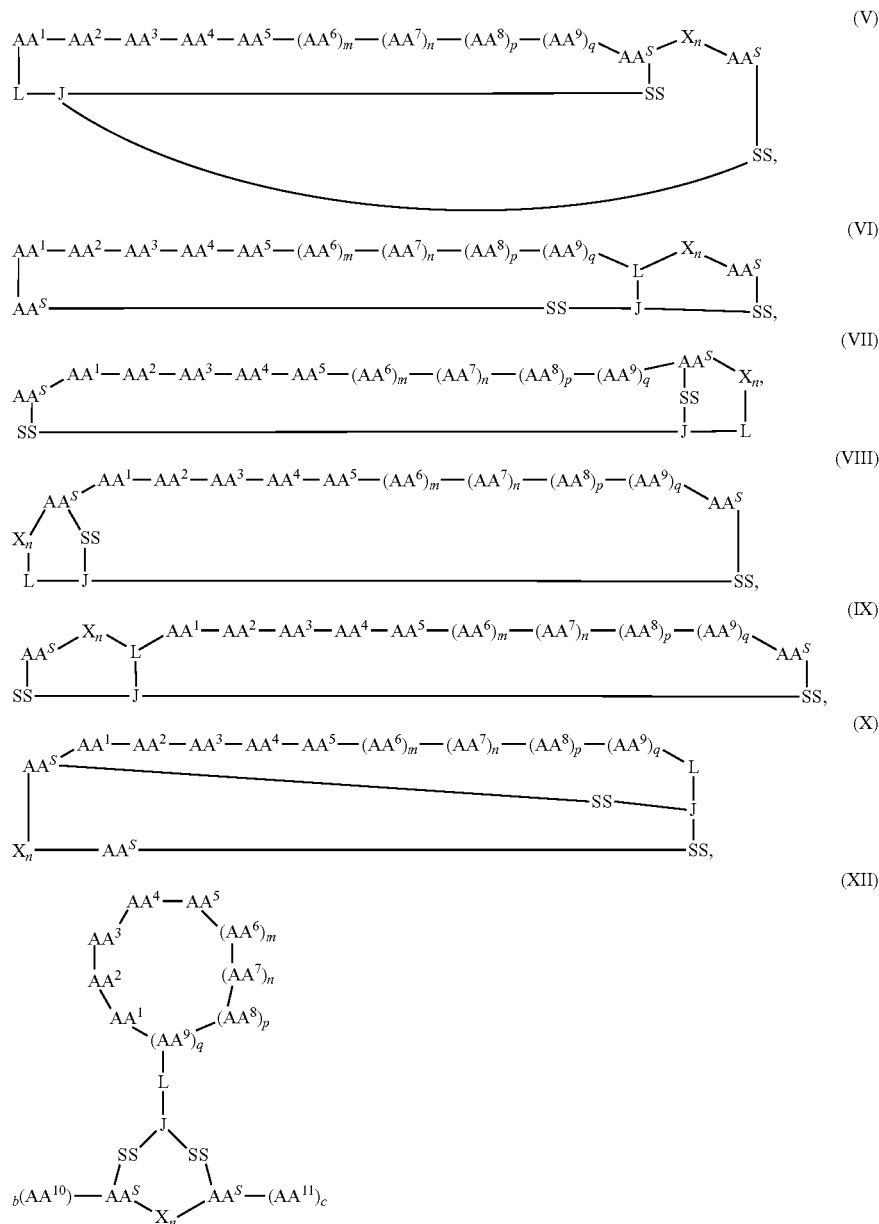 (V)
AA¹—AA²—AA³—AA⁴—AA⁵—(AA⁶)ₘ—(AA⁷)ₙ—(AA⁸)ₚ—(AA⁹)q Xₙ
AAˢ AAˢ
L—J SS
SS,
(VI)
AA¹—AA²—AA³—AA⁴—AA⁵—(AA⁶)ₘ—(AA⁷)ₙ—(AA⁸)ₚ—(AA⁹)q Xₙ
L AAˢ
AAˢ SS J SS,
(VII)
AAˢ
AA¹—AA²—AA³—AA⁴—AA⁵—(AA⁶)ₘ—(AA⁷)ₙ—(AA⁸)ₚ—(AA⁹)q Xₙ,
AAˢ SS
SS J—L
(VIII)
AA¹—AA²—AA³—AA⁴—AA⁵—(AA⁶)ₘ—(AA⁷)ₙ—(AA⁸)ₚ—(AA⁹)q
AAˢ AAˢ
Xₙ SS
L—J SS,
(IX)
Xₙ AA¹—AA²—AA³—AA⁴—AA⁵—(AA⁶)ₘ—(AA⁷)ₙ—(AA⁸)ₚ—(AA⁹)q
AAˢ L AAˢ
SS J SS,
(X)
AA¹—AA²—AA³—AA⁴—AA⁵—(AA⁶)ₘ—(AA⁷)ₙ—(AA⁸)ₚ—(AA⁹)q
AAˢ L
SS J
Xₙ—AAˢ SS,
(XII)
AA⁴—AA⁵
AA³ (AA⁶)ₘ
AA² (AA⁷)ₙ
AA¹ (AA⁸)ₚ
(AA⁹)q
L
J
SS SS
b(AA¹⁰)—AAˢ AAˢ—(AA¹¹)c
Xₙ